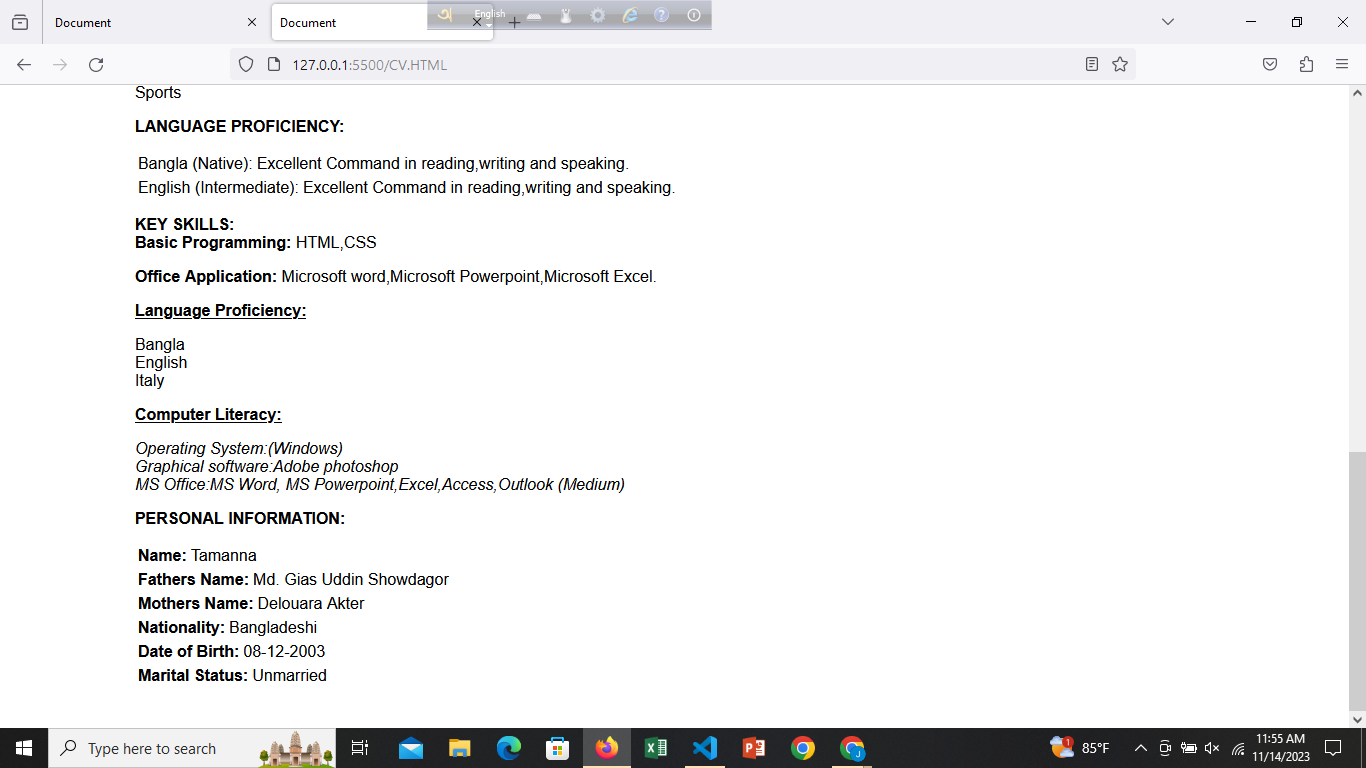 Document
Document
অ
English
127.0.0.1:5500/CV.HTML
Sports
LANGUAGE PROFICIENCY:
Bangla (Native): Excellent Command in reading,writing and speaking.
English (Intermediate): Excellent Command in reading,writing and speaking.
KEY SKILLS:
Basic Programming: HTML,CSS
Office Application: Microsoft word,Microsoft Powerpoint,Microsoft Excel.
Language Proficiency:
Bangla
English
Italy
Computer Literacy:
Operating System:(Windows)
Graphical software:Adobe photoshop
MS Office:MS Word, MS Powerpoint,Excel,Access,Outlook (Medium)
PERSONAL INFORMATION:
Name: Tamanna
Fathers Name: Md. Gias Uddin Showdagor
Mothers Name: Delouara Akter
Nationality: Bangladeshi
Date of Birth: 08-12-2003
Marital Status: Unmarried
Type here to search
1
85°F
11:55 AM
11/14/2023